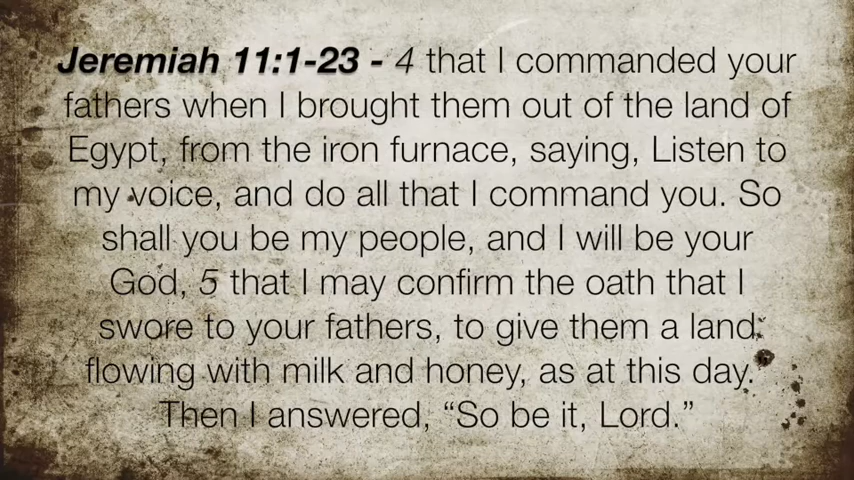 Jeremiah 11:1-23 - 4 that I commanded your
fathers when I brought them out of the land of
Egypt, from the iron furnace, saying, Listen to
my voice, and do all that I command you. So
shall you be my people, and I will be your
God, 5 that I may confirm the oath that I
swore to your fathers, to give them a land
flowing with milk and honey, as at this day.
Then I answered, “So be it, Lord.”